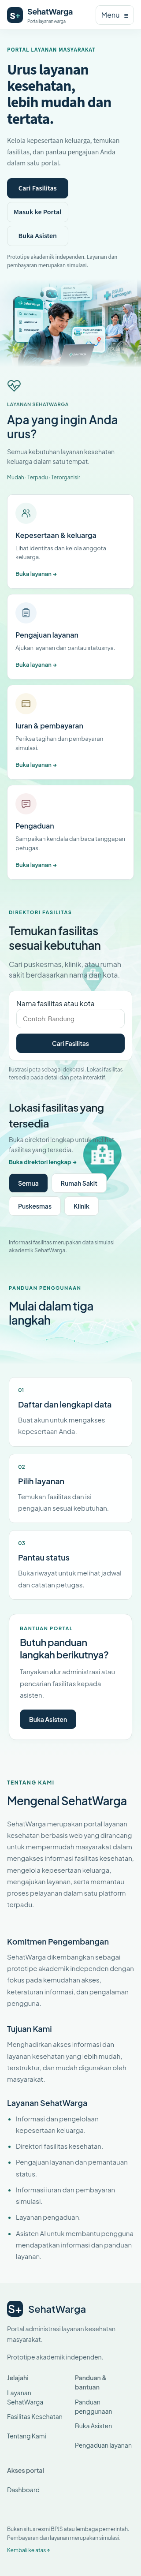 SehatWarga
Portal layanan warga
Menu ≡
PORTAL LAYANAN MASYARAKAT
Urus layanan
kesehatan,
lebih mudah dan
tertata.
Kelola kepesertaan keluarga, temukan
fasilitas, dan pantau pengajuan Anda
dalam satu portal.
Cari Fasilitas
Masuk ke Portal
Buka Asisten
Prototipe akademik independen. Layanan dan
pembayaran merupakan simulasi.
LAYANAN SEHATWARGA
Apa yang ingin Anda
urus?
Semua kebutuhan layanan kesehatan
keluarga dalam satu tempat.
Mudah · Terpadu · Terorganisir
Kepesertaan & keluarga
Lihat identitas dan kelola anggota
keluarga.
Buka layanan →
Pengajuan layanan
Ajukan layanan dan pantau statusnya.
Buka layanan →
Iuran & pembayaran
Periksa tagihan dan pembayaran
simulasi.
Buka layanan →
Pengaduan
Sampaikan kendala dan baca tanggapan
petugas.
Buka layanan →
DIREKTORI FASILITAS
Temukan fasilitas
sesuai kebutuhan
Cari puskesmas, klinik, atau rumah
sakit berdasarkan nama dan kota.
Nama fasilitas atau kota
Contoh: Bandung
Cari Fasilitas
Ilustrasi peta sebagai dekorasi. Lokasi fasilitas
tersedia pada detail dan peta interaktif.
Lokasi fasilitas yang
tersedia
Buka direktori lengkap untuk melihat
fasilitas yang tersedia.
Buka direktori lengkap →
Semua
Rumah Sakit
Puskesmas
Klinik
Informasi fasilitas merupakan data simulasi
akademik SehatWarga.
PANDUAN PENGGUNAAN
Mulai dalam tiga
langkah
01
Daftar dan lengkapi data
Buat akun untuk mengakses
kepesertaan Anda.
02
Pilih layanan
Temukan fasilitas dan isi
pengajuan sesuai kebutuhan.
03
Pantau status
Buka riwayat untuk melihat jadwal
dan catatan petugas.
BANTUAN PORTAL
Butuh panduan
langkah berikutnya?
Tanyakan alur administrasi atau
pencarian fasilitas kepada
asisten.
Buka Asisten
TENTANG KAMI
Mengenal SehatWarga
SehatWarga merupakan portal layanan
kesehatan berbasis web yang dirancang
untuk mempermudah masyarakat dalam
mengakses informasi fasilitas kesehatan,
mengelola kepesertaan keluarga,
mengajukan layanan, serta memantau
proses pelayanan dalam satu platform
terpadu.
Komitmen Pengembangan
SehatWarga dikembangkan sebagai
prototipe akademik independen dengan
fokus pada kemudahan akses,
keteraturan informasi, dan pengalaman
pengguna.
Tujuan Kami
Menghadirkan akses informasi dan
layanan kesehatan yang lebih mudah,
terstruktur, dan mudah digunakan oleh
masyarakat.
Layanan SehatWarga
• Informasi dan pengelolaan
kepesertaan keluarga.
• Direktori fasilitas kesehatan.
• Pengajuan layanan dan pemantauan
status.
• Informasi iuran dan pembayaran
simulasi.
• Layanan pengaduan.
• Asisten AI untuk membantu pengguna
mendapatkan informasi dan panduan
layanan.
SehatWarga
Portal administrasi layanan kesehatan
masyarakat.
Prototipe akademik independen.
Jelajahi
Layanan
SehatWarga
Fasilitas Kesehatan
Tentang Kami
Panduan &
bantuan
Panduan
penggunaan
Buka Asisten
Pengaduan layanan
Akses portal
Dashboard
Bukan situs resmi BPJS atau lembaga pemerintah.
Pembayaran dan layanan merupakan simulasi.
Kembali ke atas ↑